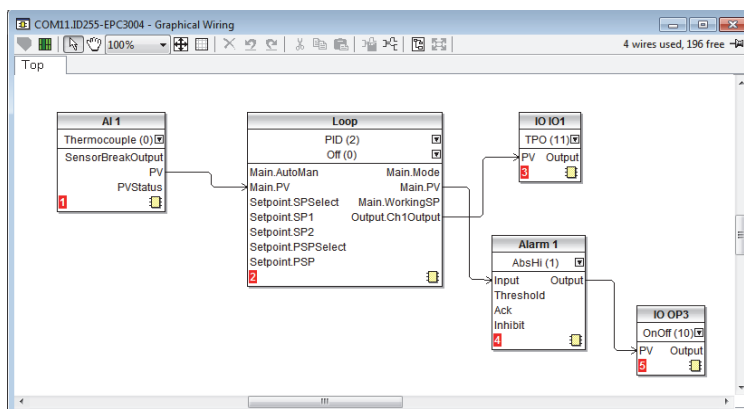 COM11.ID255-EPC3004 - Graphical Wiring
100%
4 wires used, 196 free
Top
AI 1
Thermocouple (0)
SensorBreakOutput
PV
PVStatus
1
Loop
PID (2)
Off (0)
Main.AutoMan Main.Mode
Main.PV Main.PV
Setpoint.SPSelect Main.WorkingSP
Setpoint.SP1 Output.Ch1Output
Setpoint.SP2
Setpoint.PSPSelect
Setpoint.PSP
2
IO IO1
TPO (11)
PV Output
3
Alarm 1
AbsHi (1)
Input Output
Threshold
Ack
Inhibit
4
IO OP3
OnOff (10)
PV Output
5